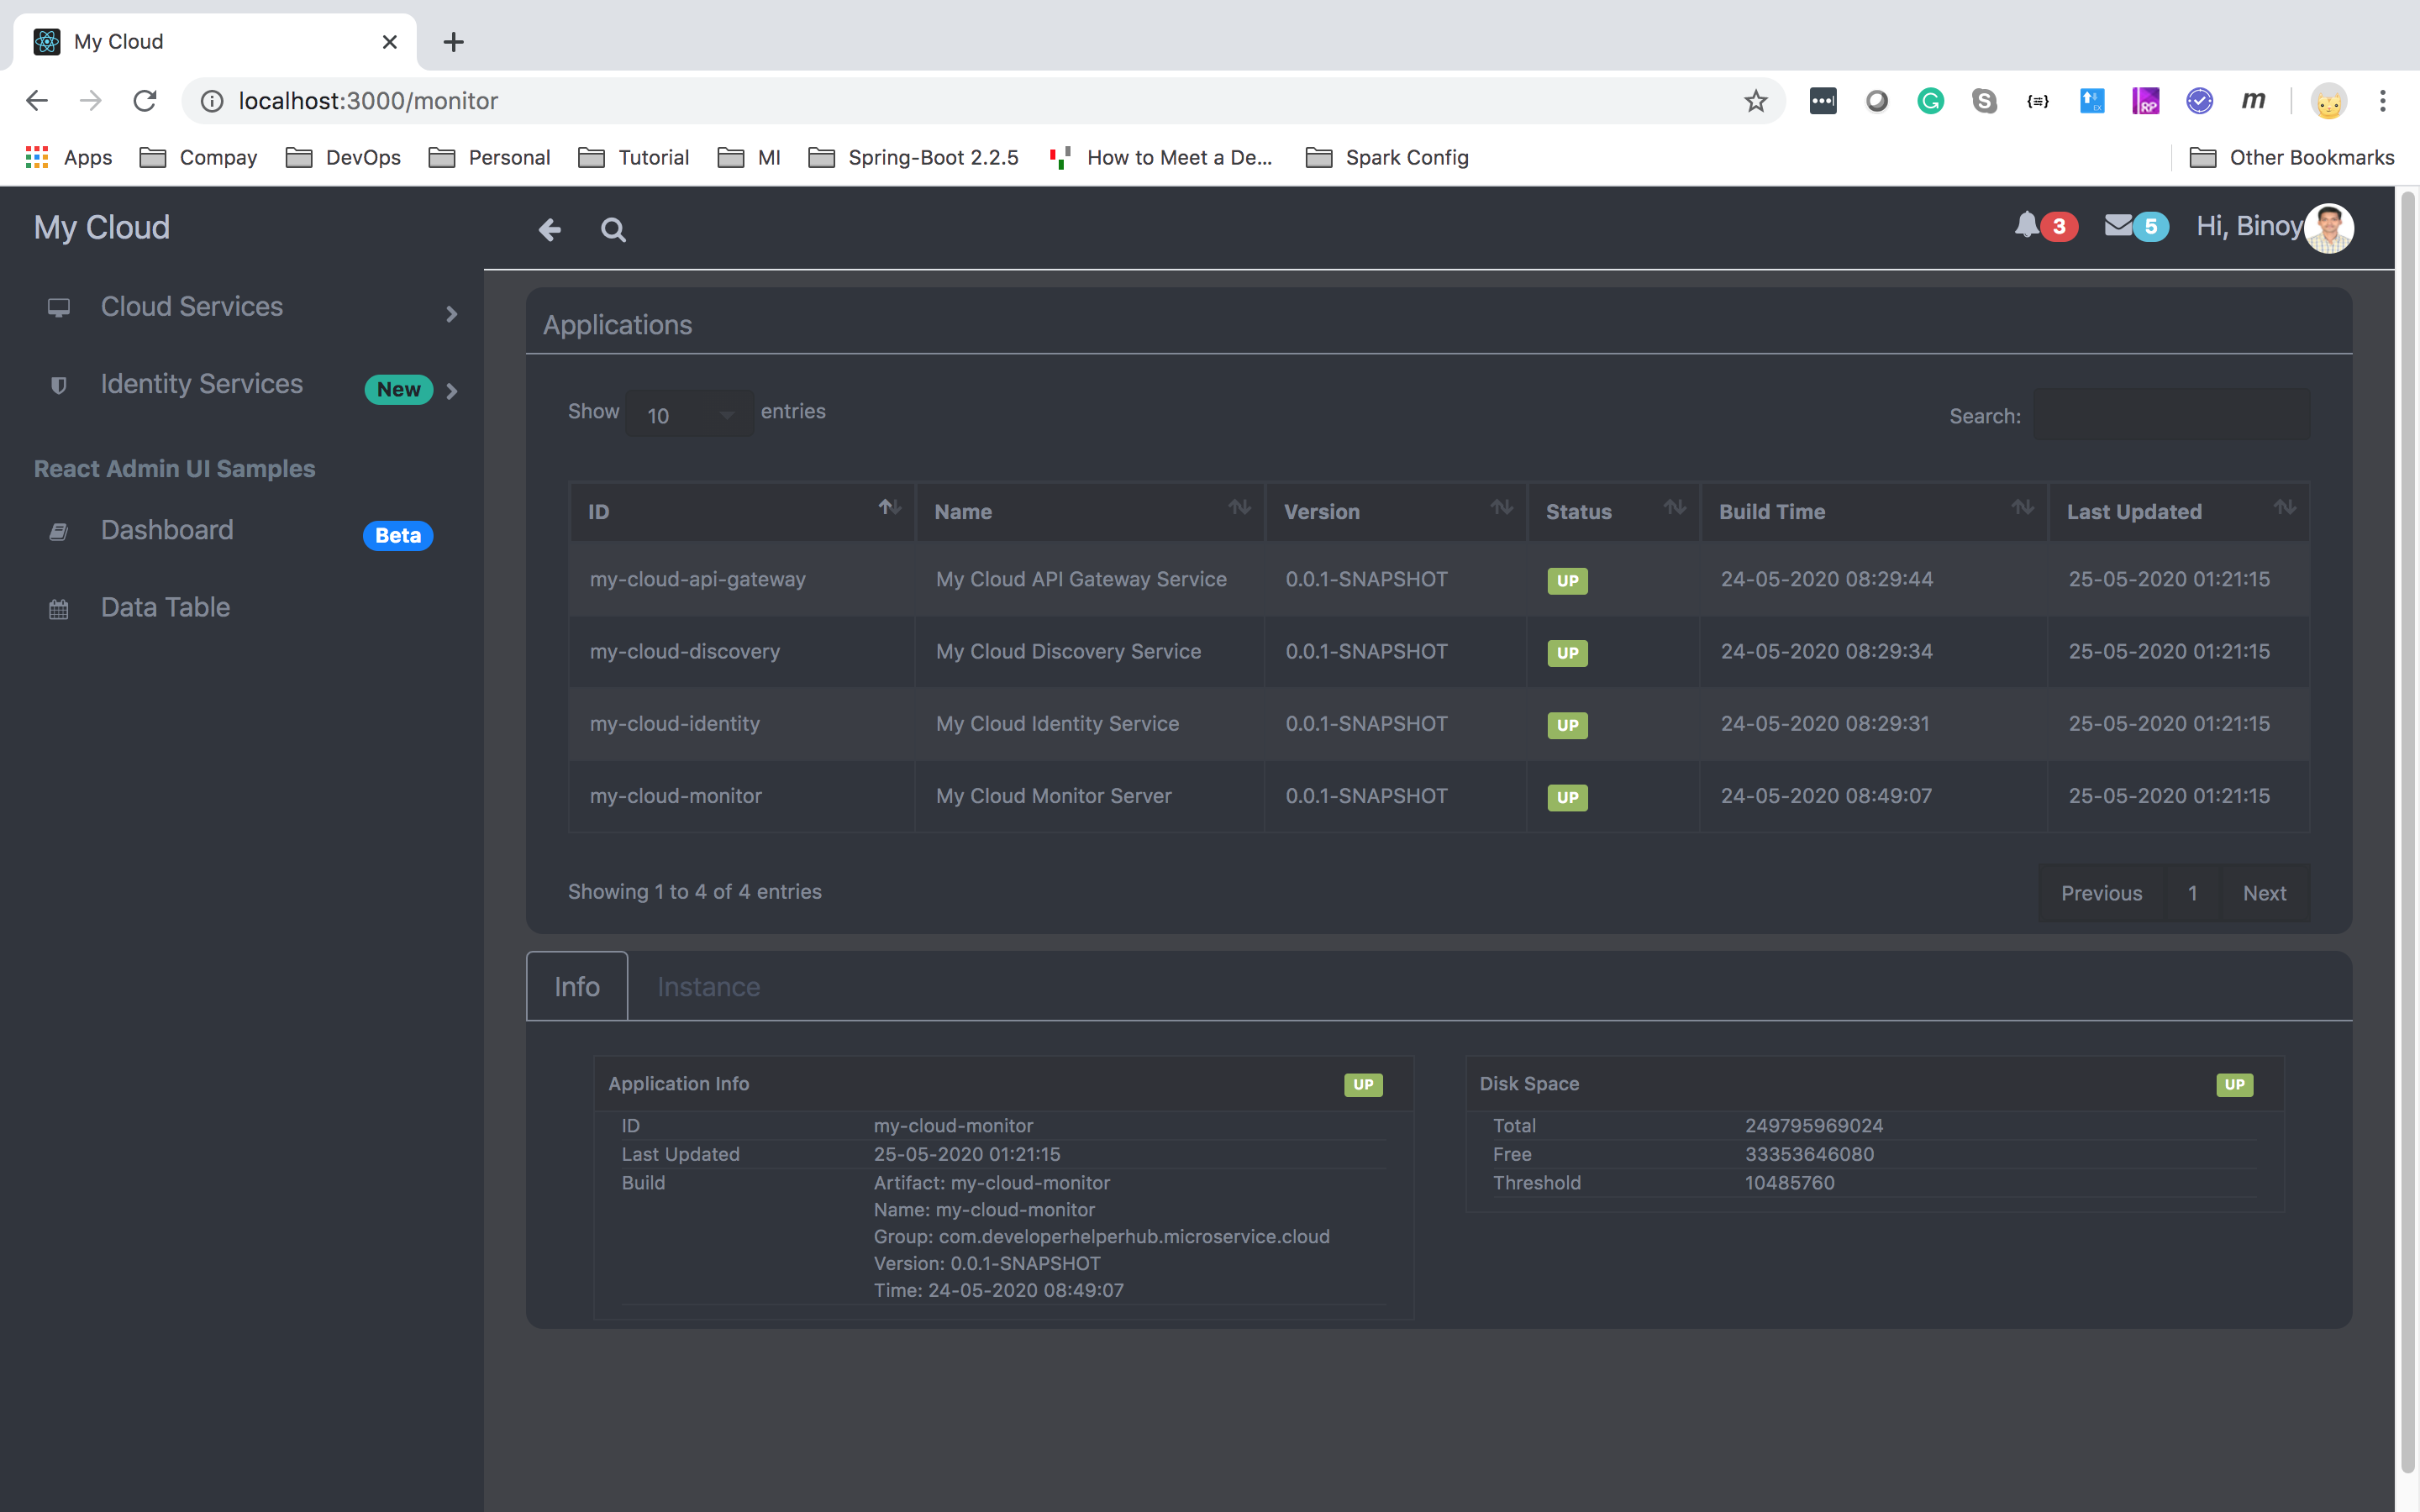 My Cloud
localhost:3000/monitor
Apps Compay DevOps Personal Tutorial MI Spring-Boot 2.2.5 How to Meet a De... Spark Config Other Bookmarks
My Cloud
3 5 Hi, Binoy
Cloud Services
Identity Services New
React Admin UI Samples
Dashboard Beta
Data Table
Applications
Show 10 entries Search:
ID Name Version Status Build Time Last Updated
my-cloud-api-gateway My Cloud API Gateway Service 0.0.1-SNAPSHOT UP 24-05-2020 08:29:44 25-05-2020 01:21:15
my-cloud-discovery My Cloud Discovery Service 0.0.1-SNAPSHOT UP 24-05-2020 08:29:34 25-05-2020 01:21:15
my-cloud-identity My Cloud Identity Service 0.0.1-SNAPSHOT UP 24-05-2020 08:29:31 25-05-2020 01:21:15
my-cloud-monitor My Cloud Monitor Server 0.0.1-SNAPSHOT UP 24-05-2020 08:49:07 25-05-2020 01:21:15
Showing 1 to 4 of 4 entries Previous 1 Next
Info Instance
Application Info UP
ID my-cloud-monitor
Last Updated 25-05-2020 01:21:15
Build Artifact: my-cloud-monitor
Name: my-cloud-monitor
Group: com.developerhelperhub.microservice.cloud
Version: 0.0.1-SNAPSHOT
Time: 24-05-2020 08:49:07
Disk Space UP
Total 249795969024
Free 33353646080
Threshold 10485760